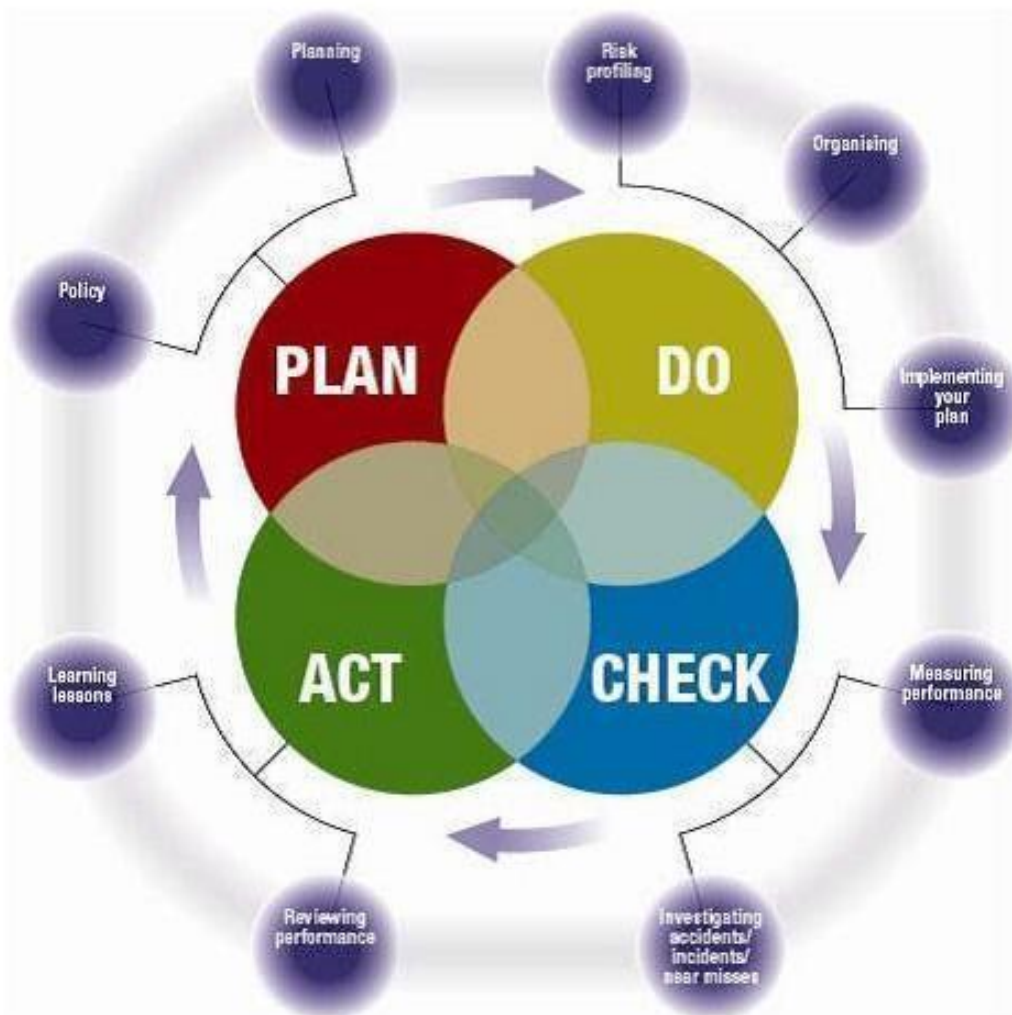 Planning
Risk
profiling
Organising
Policy
PLAN
DO
Implementing
your
plan
Learning
lessons
ACT
CHECK
Measuring
performance
Reviewing
performance
Investigating
accidents/
incidents/
near misses